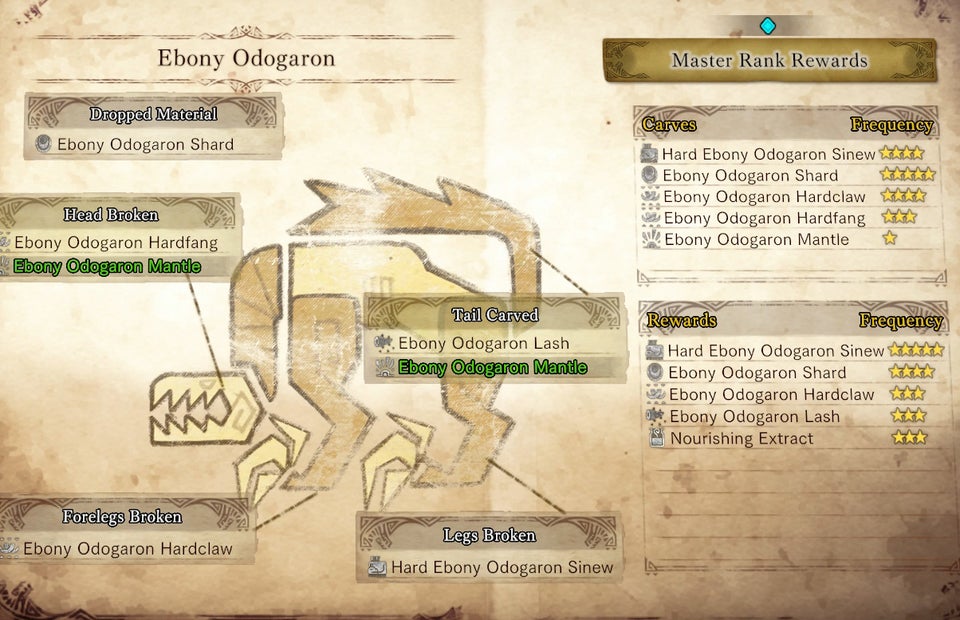 Ebony Odogaron
Master Rank Rewards
Dropped Material
Ebony Odogaron Shard
Head Broken
Ebony Odogaron Hardfang
Ebony Odogaron Mantle
Tail Carved
Ebony Odogaron Lash
Ebony Odogaron Mantle
Forelegs Broken
Ebony Odogaron Hardclaw
Legs Broken
Hard Ebony Odogaron Sinew
Carves Frequency
Hard Ebony Odogaron Sinew
Ebony Odogaron Shard
Ebony Odogaron Hardclaw
Ebony Odogaron Hardfang
Ebony Odogaron Mantle
Rewards Frequency
Hard Ebony Odogaron Sinew
Ebony Odogaron Shard
Ebony Odogaron Hardclaw
Ebony Odogaron Lash
Nourishing Extract